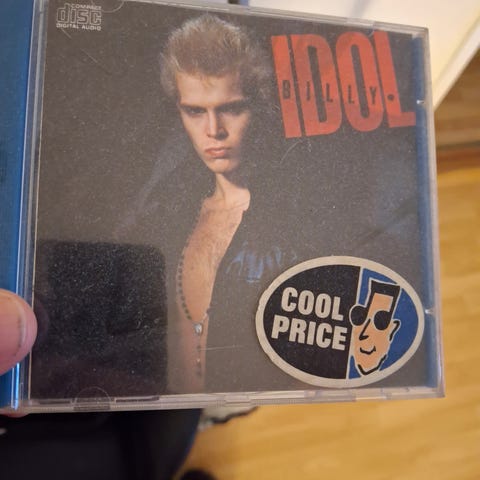 COMPACT
disc
DIGITAL AUDIO
IDOL
BILLY
COOL
PRICE